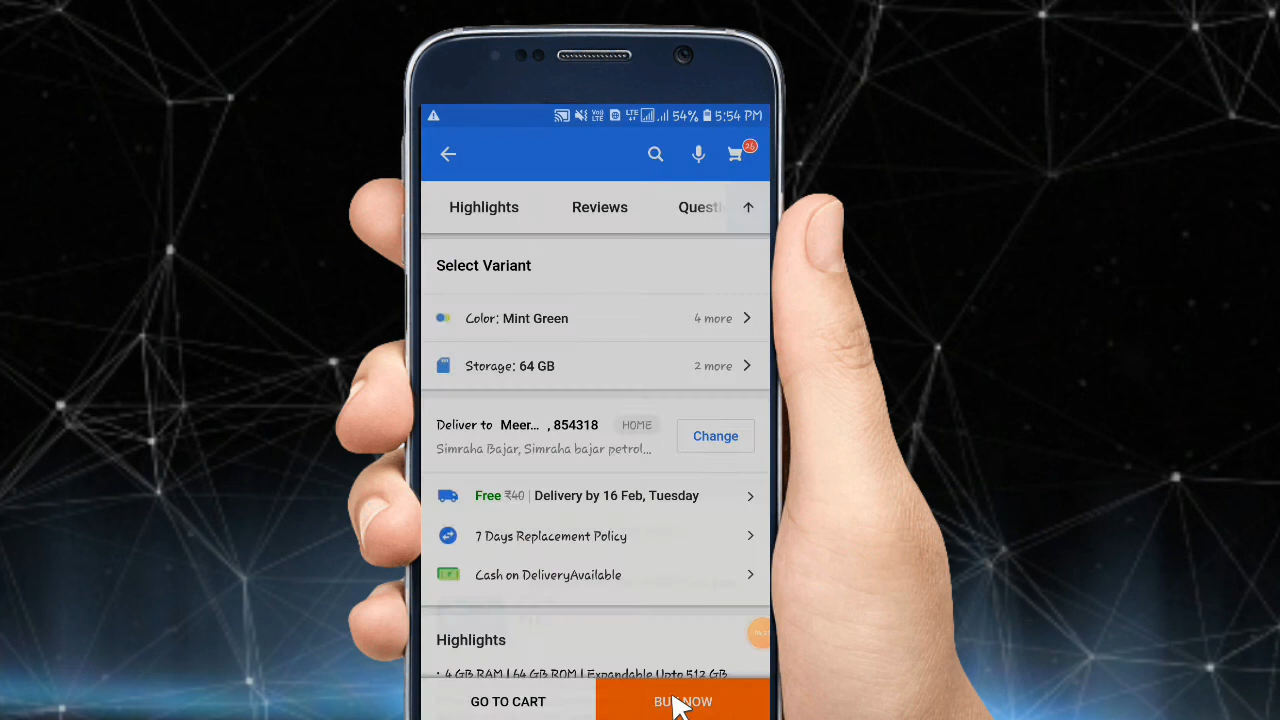 VoLTE LTE 54% 5:54 PM
26
Highlights Reviews Questi
Select Variant
Color: Mint Green 4 more
Storage: 64 GB 2 more
Deliver to Meer... , 854318 HOME Change
Simraha Bajar, Simraha bajar petrol...
Free ₹40 | Delivery by 16 Feb, Tuesday
7 Days Replacement Policy
Cash on DeliveryAvailable
Highlights
• 4 GB RAM | 64 GB ROM | Expandable Upto 512 GB
GO TO CART BUY NOW